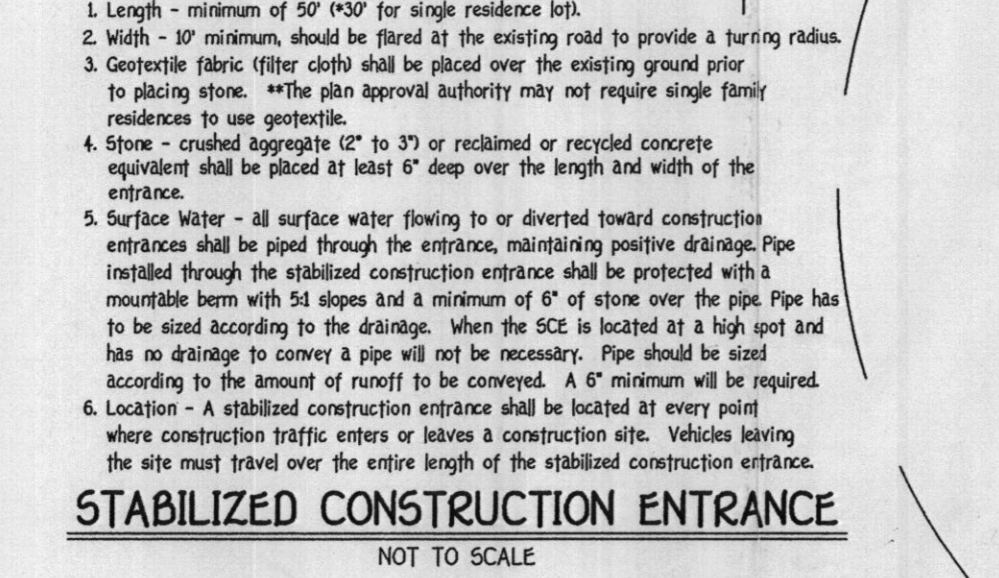 1. Length - minimum of 50' (*30' for single residence lot).
2. Width - 10' minimum, should be flared at the existing road to provide a turning radius.
3. Geotextile fabric (filter cloth) shall be placed over the existing ground prior
to placing stone. **The plan approval authority may not require single family
residences to use geotextile.
4. Stone - crushed aggregate (2" to 3") or reclaimed or recycled concrete
equivalent shall be placed at least 6" deep over the length and width of the
entrance.
5. Surface Water - all surface water flowing to or diverted toward construction
entrances shall be piped through the entrance, maintaining positive drainage. Pipe
installed through the stabilized construction entrance shall be protected with a
mountable berm with 5:1 slopes and a minimum of 6" of stone over the pipe. Pipe has
to be sized according to the drainage. When the SCE is located at a high spot and
has no drainage to convey a pipe will not be necessary. Pipe should be sized
according to the amount of runoff to be conveyed. A 6" minimum will be required.
6. Location - A stabilized construction entrance shall be located at every point
where construction traffic enters or leaves a construction site. Vehicles leaving
the site must travel over the entire length of the stabilized construction entrance.
STABILIZED CONSTRUCTION ENTRANCE
NOT TO SCALE